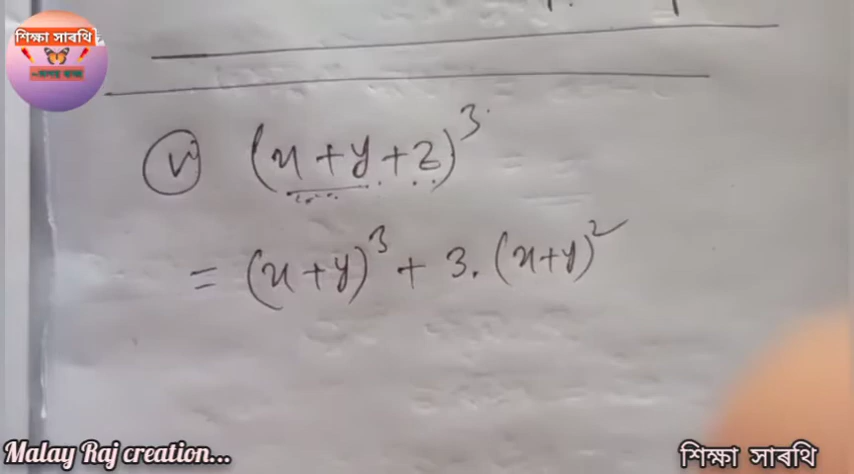 শিক্ষা সাৰথি
(v) (x + y + z)³
= (x + y)³ + 3. (x+y)²
Malay Raj creation...
শিক্ষা সাৰথি